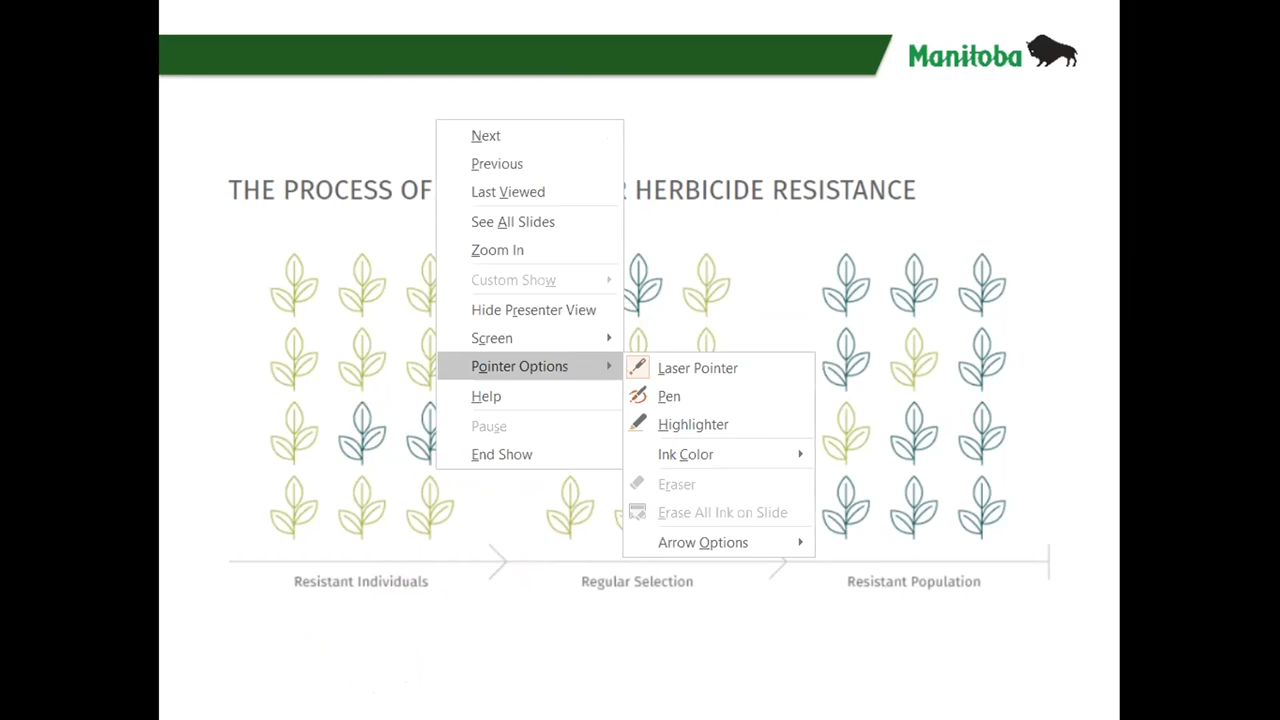 Manitoba
THE PROCESS OF
HERBICIDE RESISTANCE
Next
Previous
Last Viewed
See All Slides
Zoom In
Custom Show
Hide Presenter View
Screen
Pointer Options
Help
Pause
End Show
Laser Pointer
Pen
Highlighter
Ink Color
Eraser
Erase All Ink on Slide
Arrow Options
Resistant Individuals
Regular Selection
Resistant Population